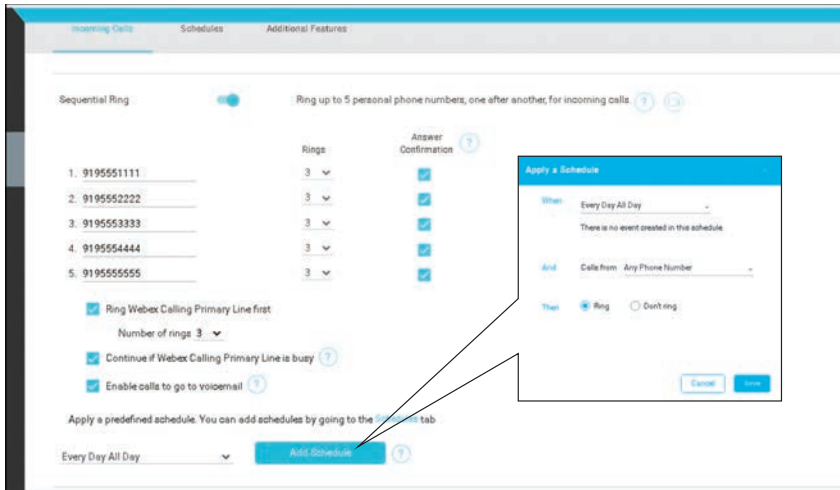 Incoming Calls Schedules Additional Features
Sequential Ring Ring up to 5 personal phone numbers, one after another, for incoming calls. ?
Rings Answer Confirmation ?
1. 9195551111 3
2. 9195552222 3
3. 9195553333 3
4. 9195554444 3
5. 9195555555 3
Ring Webex Calling Primary Line first
Number of rings 3
Continue if Webex Calling Primary Line is busy ?
Enable calls to go to voicemail ?
Apply a predefined schedule. You can add schedules by going to the Schedules tab
Every Day All Day Add Schedule ?
Apply a Schedule
When Every Day All Day
There is no event created in this schedule
And Calls from Any Phone Number
Then Ring Don't ring
Cancel Save